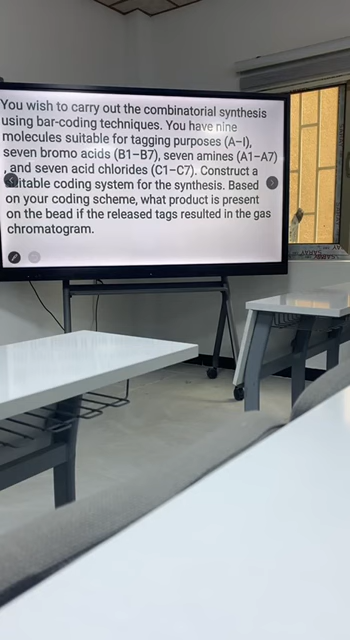 You wish to carry out the combinatorial synthesis
using bar-coding techniques. You have nine
molecules suitable for tagging purposes (A–I),
seven bromo acids (B1–B7), seven amines (A1–A7)
, and seven acid chlorides (C1–C7). Construct a
suitable coding system for the synthesis. Based
on your coding scheme, what product is present
on the bead if the released tags resulted in the gas
chromatogram.